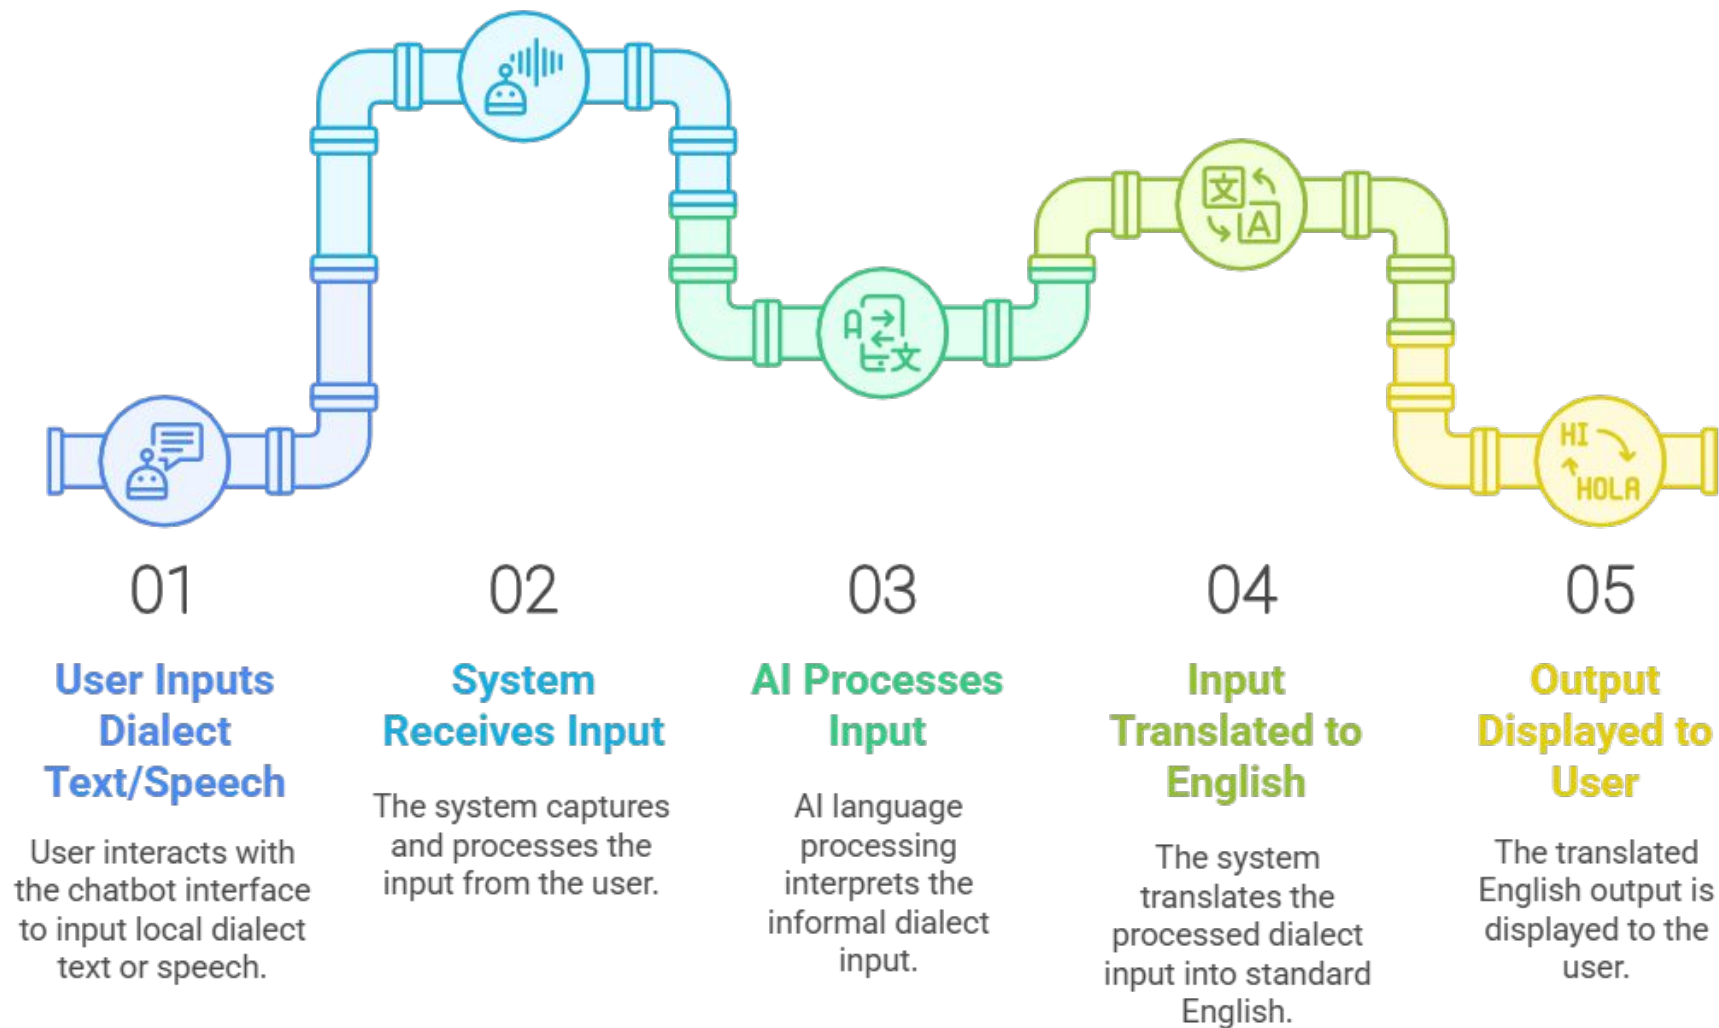 文
A
A
文
HI
HOLA
01
User Inputs
Dialect
Text/Speech
User interacts with
the chatbot interface
to input local dialect
text or speech.
02
System
Receives Input
The system captures
and processes the
input from the user.
03
AI Processes
Input
AI language
processing
interprets the
informal dialect
input.
04
Input
Translated to
English
The system
translates the
processed dialect
input into standard
English.
05
Output
Displayed to
User
The translated
English output is
displayed to the
user.